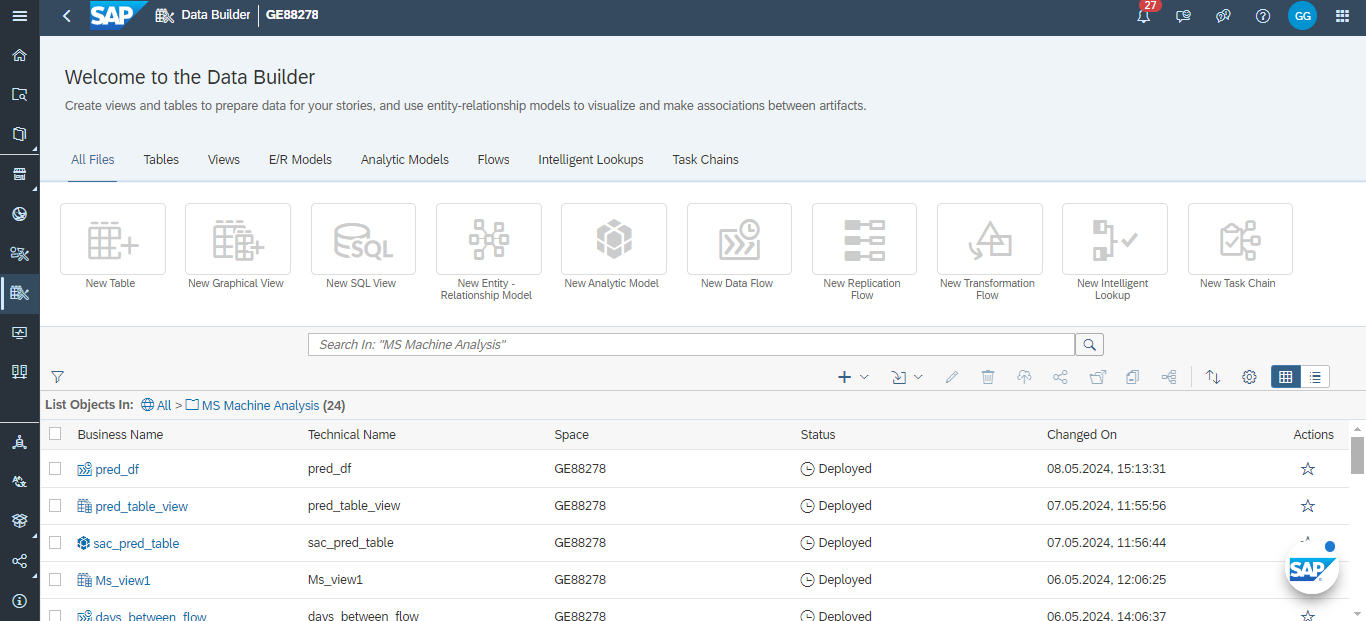 SAP Data Builder GE88278 27 GG
Welcome to the Data Builder
Create views and tables to prepare data for your stories, and use entity-relationship models to visualize and make associations between artifacts.
All Files Tables Views E/R Models Analytic Models Flows Intelligent Lookups Task Chains
SQL
New Table New Graphical View New SQL View New Entity - New Analytic Model New Data Flow New Replication New Transformation New Intelligent New Task Chain
Relationship Model Flow Flow Lookup
Search In: "MS Machine Analysis"
List Objects In: All > MS Machine Analysis (24)
Business Name Technical Name Space Status Changed On Actions
pred_df pred_df GE88278 Deployed 08.05.2024, 15:13:31
pred_table_view pred_table_view GE88278 Deployed 07.05.2024, 11:55:56
sac_pred_table sac_pred_table GE88278 Deployed 07.05.2024, 11:56:44
Ms_view1 Ms_view1 GE88278 Deployed 06.05.2024, 12:06:25
SAP
days_between_flow days_between_flow GE88278 Deployed 06.05.2024, 14:06:37